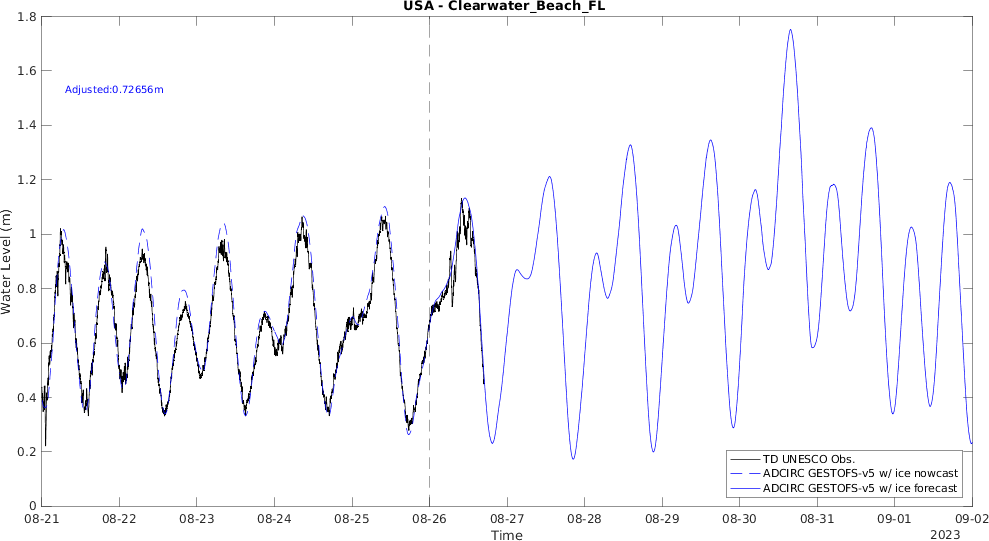 USA - Clearwater_Beach_FL
Adjusted:0.72656m
Water Level (m)
1.8
1.6
1.4
1.2
1
0.8
0.6
0.4
0.2
0
TD UNESCO Obs.
ADCIRC GESTOFS-v5 w/ ice nowcast
ADCIRC GESTOFS-v5 w/ ice forecast
08-21 08-22 08-23 08-24 08-25 08-26 08-27 08-28 08-29 08-30 08-31 09-01 09-02
Time
2023